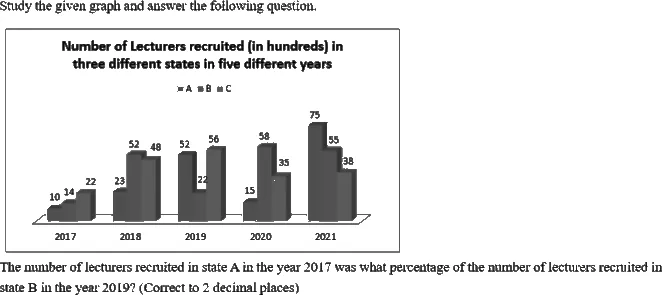 Study the given graph and answer the following question.
Number of Lecturers recruited (in hundreds) in
three different states in five different years
A B C
75
52 48 52 56 58 55
23 22 35 38
10 14 22 15
2017 2018 2019 2020 2021
The number of lecturers recruited in state A in the year 2017 was what percentage of the number of lecturers recruited in
state B in the year 2019? (Correct to 2 decimal places)